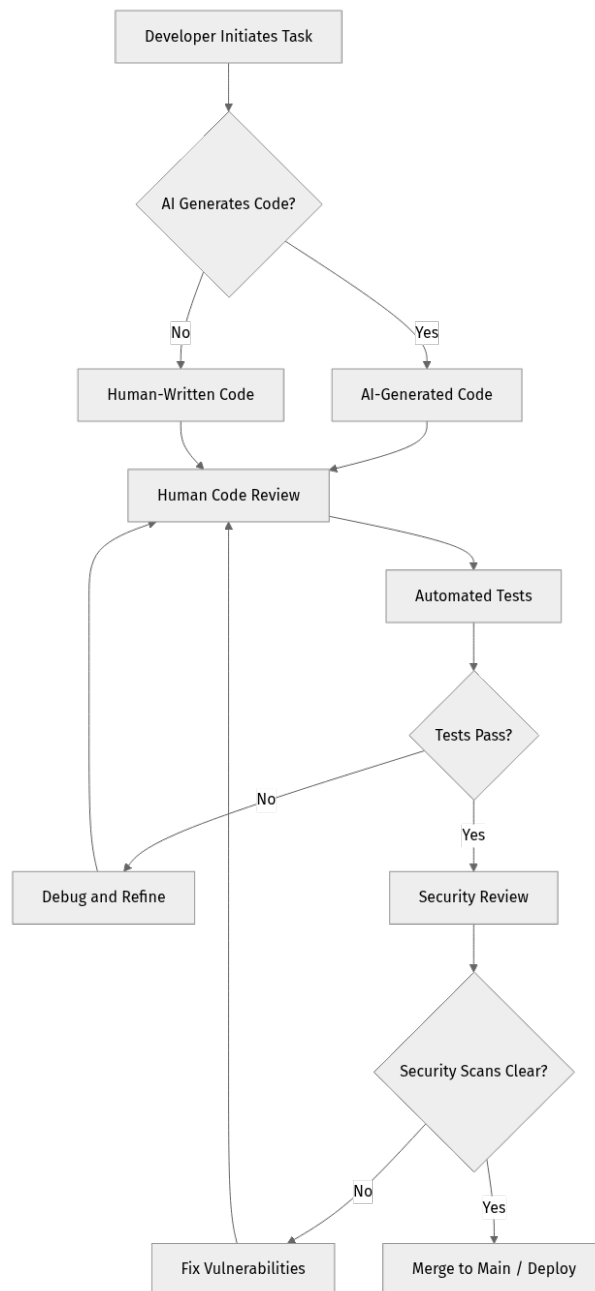 Developer Initiates Task
AI Generates Code?
No
Yes
Human-Written Code
AI-Generated Code
Human Code Review
Automated Tests
Tests Pass?
No
Yes
Debug and Refine
Security Review
Security Scans Clear?
No
Yes
Fix Vulnerabilities
Merge to Main / Deploy